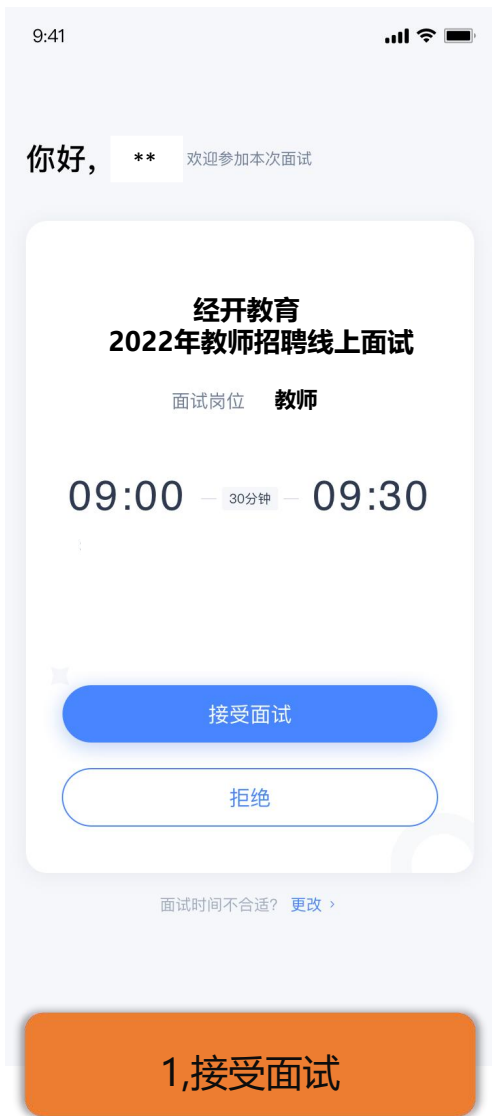 9:41
你好， ** 欢迎参加本次面试
经开教育
2022年教师招聘线上面试
面试岗位 教师
09:00 — 30分钟 — 09:30
接受面试
拒绝
面试时间不合适？ 更改 ›
1,接受面试